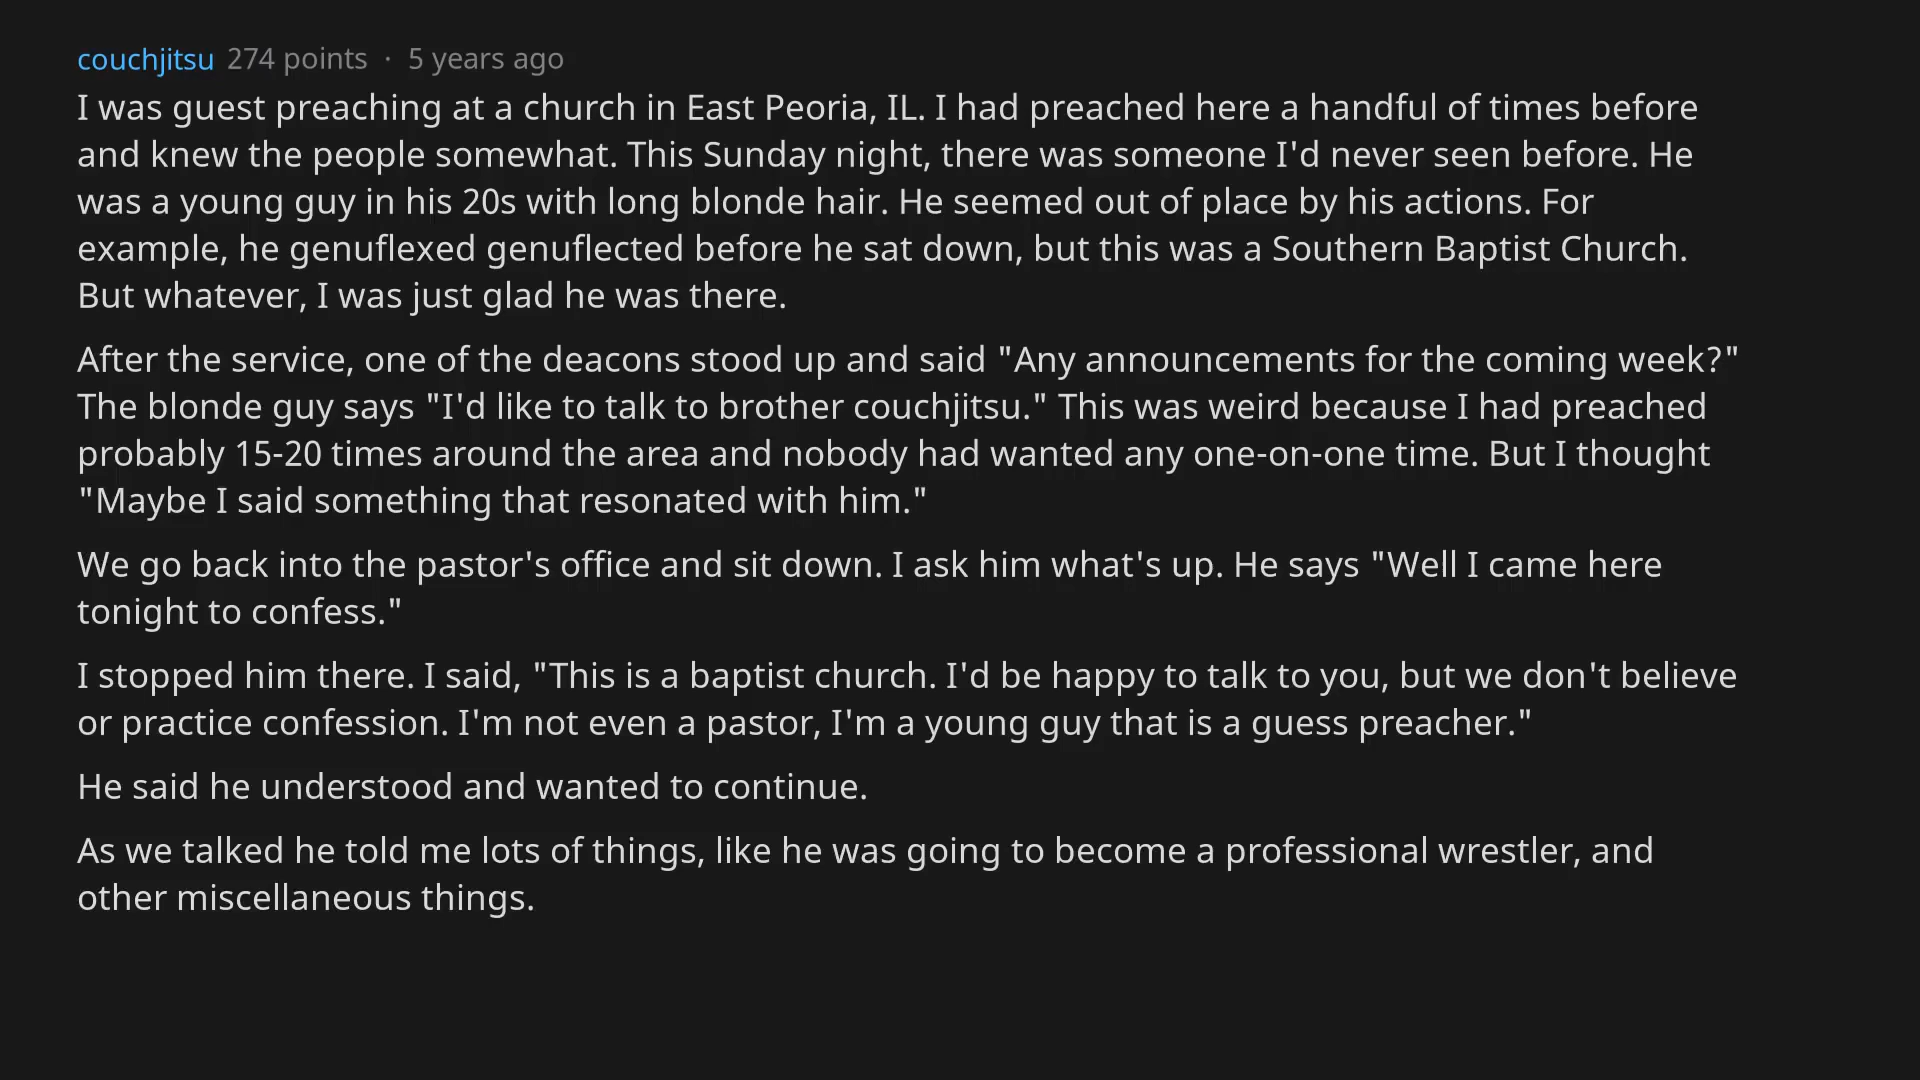 couchjitsu 274 points · 5 years ago
I was guest preaching at a church in East Peoria, IL. I had preached here a handful of times before
and knew the people somewhat. This Sunday night, there was someone I'd never seen before. He
was a young guy in his 20s with long blonde hair. He seemed out of place by his actions. For
example, he genuflexed genuflected before he sat down, but this was a Southern Baptist Church.
But whatever, I was just glad he was there.
After the service, one of the deacons stood up and said "Any announcements for the coming week?"
The blonde guy says "I'd like to talk to brother couchjitsu." This was weird because I had preached
probably 15-20 times around the area and nobody had wanted any one-on-one time. But I thought
"Maybe I said something that resonated with him."
We go back into the pastor's office and sit down. I ask him what's up. He says "Well I came here
tonight to confess."
I stopped him there. I said, "This is a baptist church. I'd be happy to talk to you, but we don't believe
or practice confession. I'm not even a pastor, I'm a young guy that is a guess preacher."
He said he understood and wanted to continue.
As we talked he told me lots of things, like he was going to become a professional wrestler, and
other miscellaneous things.